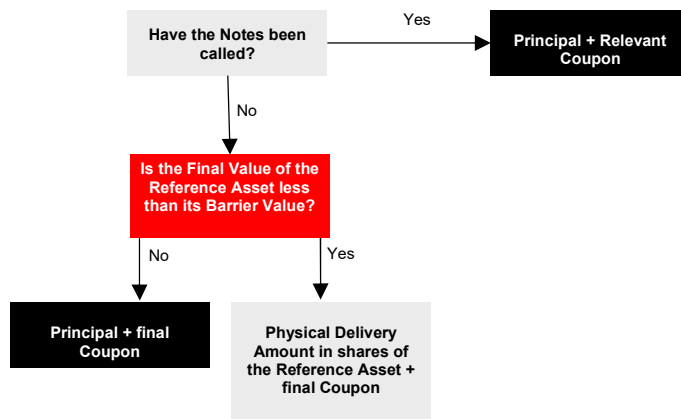 Have the Notes been
called?
Yes
Principal + Relevant
Coupon
No
Is the Final Value of the
Reference Asset less
than its Barrier Value?
No
Yes
Principal + final
Coupon
Physical Delivery
Amount in shares of
the Reference Asset +
final Coupon